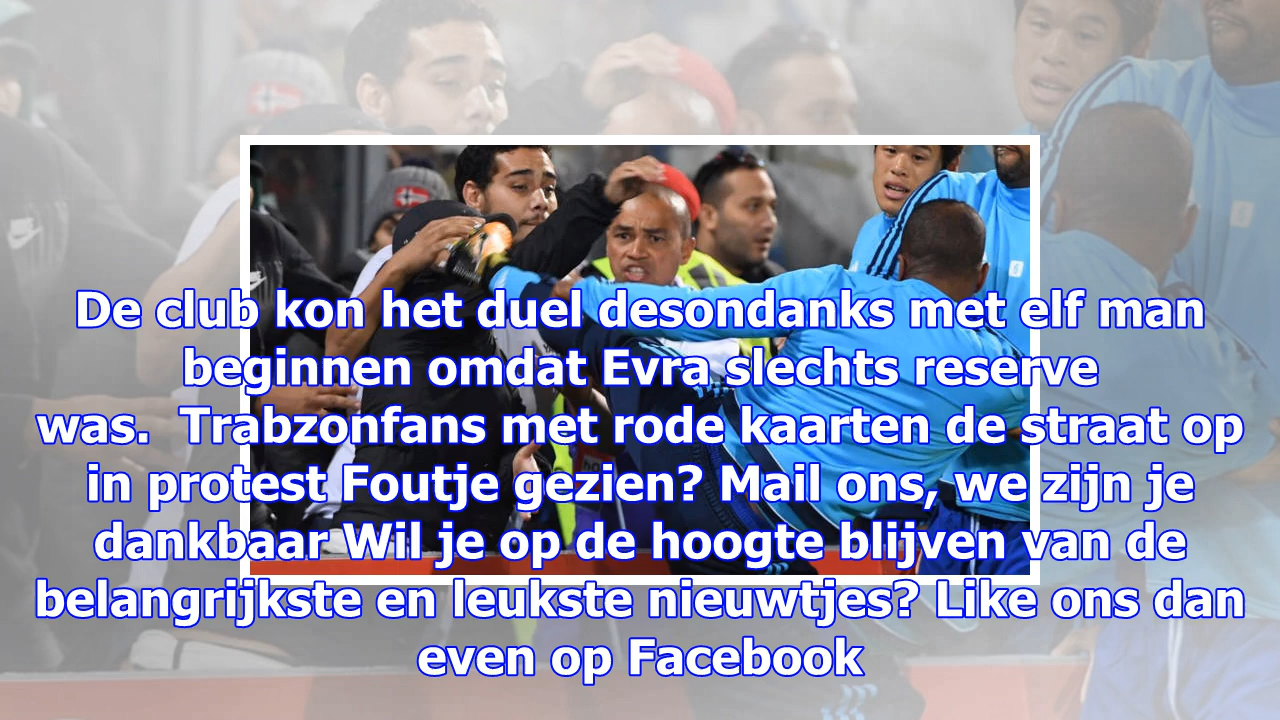 De club kon het duel desondanks met elf man
beginnen omdat Evra slechts reserve
was.  Trabzonfans met rode kaarten de straat op
in protest Foutje gezien? Mail ons, we zijn je
dankbaar Wil je op de hoogte blijven van de
belangrijkste en leukste nieuwtjes? Like ons dan
even op Facebook